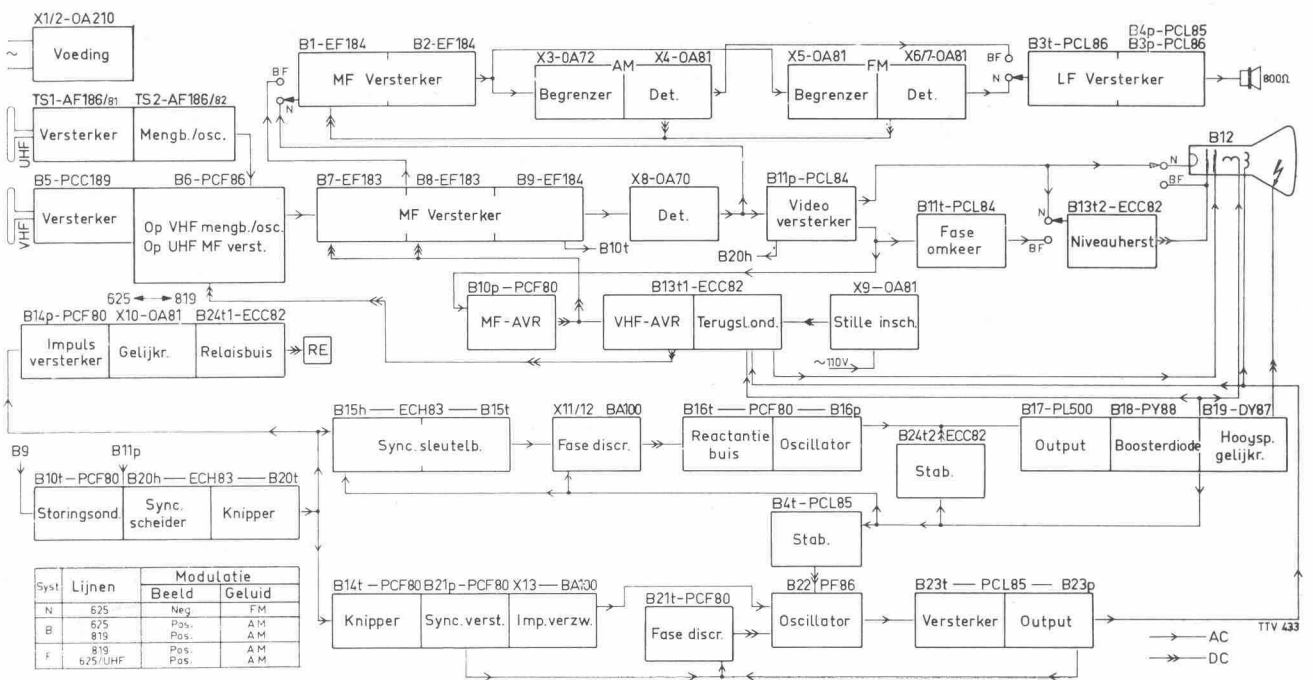 X1/2-OA210
~
Voeding
B1-EF184 B2-EF184
BF
N
MF Versterker
X3-OA72 X4-OA81
AM
Begrenzer Det.
X5-OA81 X6/7-OA81
FM
Begrenzer Det.
BF
N
B4p-PCL85
B3t-PCL86 B3p-PCL86
LF Versterker
800Ω
TS1-AF186/81 TS2-AF186/82
UHF
Versterker Mengb./osc.
B5-PCC189 B6-PCF86
VHF
Versterker
Op VHF mengb./osc.
Op UHF MF verst.
B7-EF183 B8-EF183 B9-EF184
MF Versterker
B10t
X8-OA70
Det.
B11p-PCL84
Video
versterker
B20h
B11t-PCL84
Fase
omkeer
N
BF
B13t2-ECC82
Niveauherst
B12
N
BF
625 ↔ 819
B10p-PCF80
MF-AVR
B13t1-ECC82
VHF-AVR Terugsl.ond.
X9-OA81
Stille insch.
~110V
B14p-PCF80 X10-OA81 B24t1-ECC82
Impuls
versterker
Gelijkr. Relaisbuis
RE
B15h — ECH83 — B15t
Sync. sleutelb.
X11/12 BA100
Fase discr.
B16t — PCF80 — B16p
Reactantie
buis
Oscillator
B24t2 ECC82
Stab.
B17-PL500 B18-PY88 B19-DY87
Output Boosterdiode
Hoogsp.
gelijkr.
B9 B11p
B10t-PCF80 B20h — ECH83 — B20t
Storingsond.
Sync.
scheider
Knipper
B4t-PCL85
Stab.
B14t — PCF80 B21p-PCF80 X13 — BA100
Knipper Sync.verst. Imp.verzw.
B21t-PCF80
Fase discr.
B22 PF86
Oscillator
B23t — PCL85 — B23p
Versterker Output
TTV 433
AC
DC
Syst Lijnen Modulatie
Beeld Geluid
N 625 Neg. FM
B 625 Pos. AM
819 Pos. AM
F 819 Pos. AM
625/UHF Pos. AM